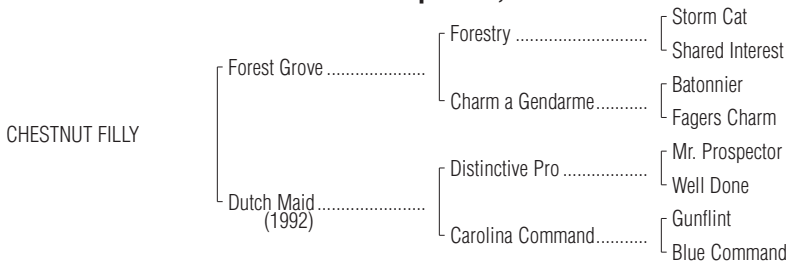 Storm Cat
Forestry ...........................
Shared Interest
Forest Grove .....................
Batonnier
Charm a Gendarme...........
Fagers Charm
CHESTNUT FILLY
Mr. Prospector
Distinctive Pro ..................
Well Done
Dutch Maid.......................
(1992)
Gunflint
Carolina Command...........
Blue Command